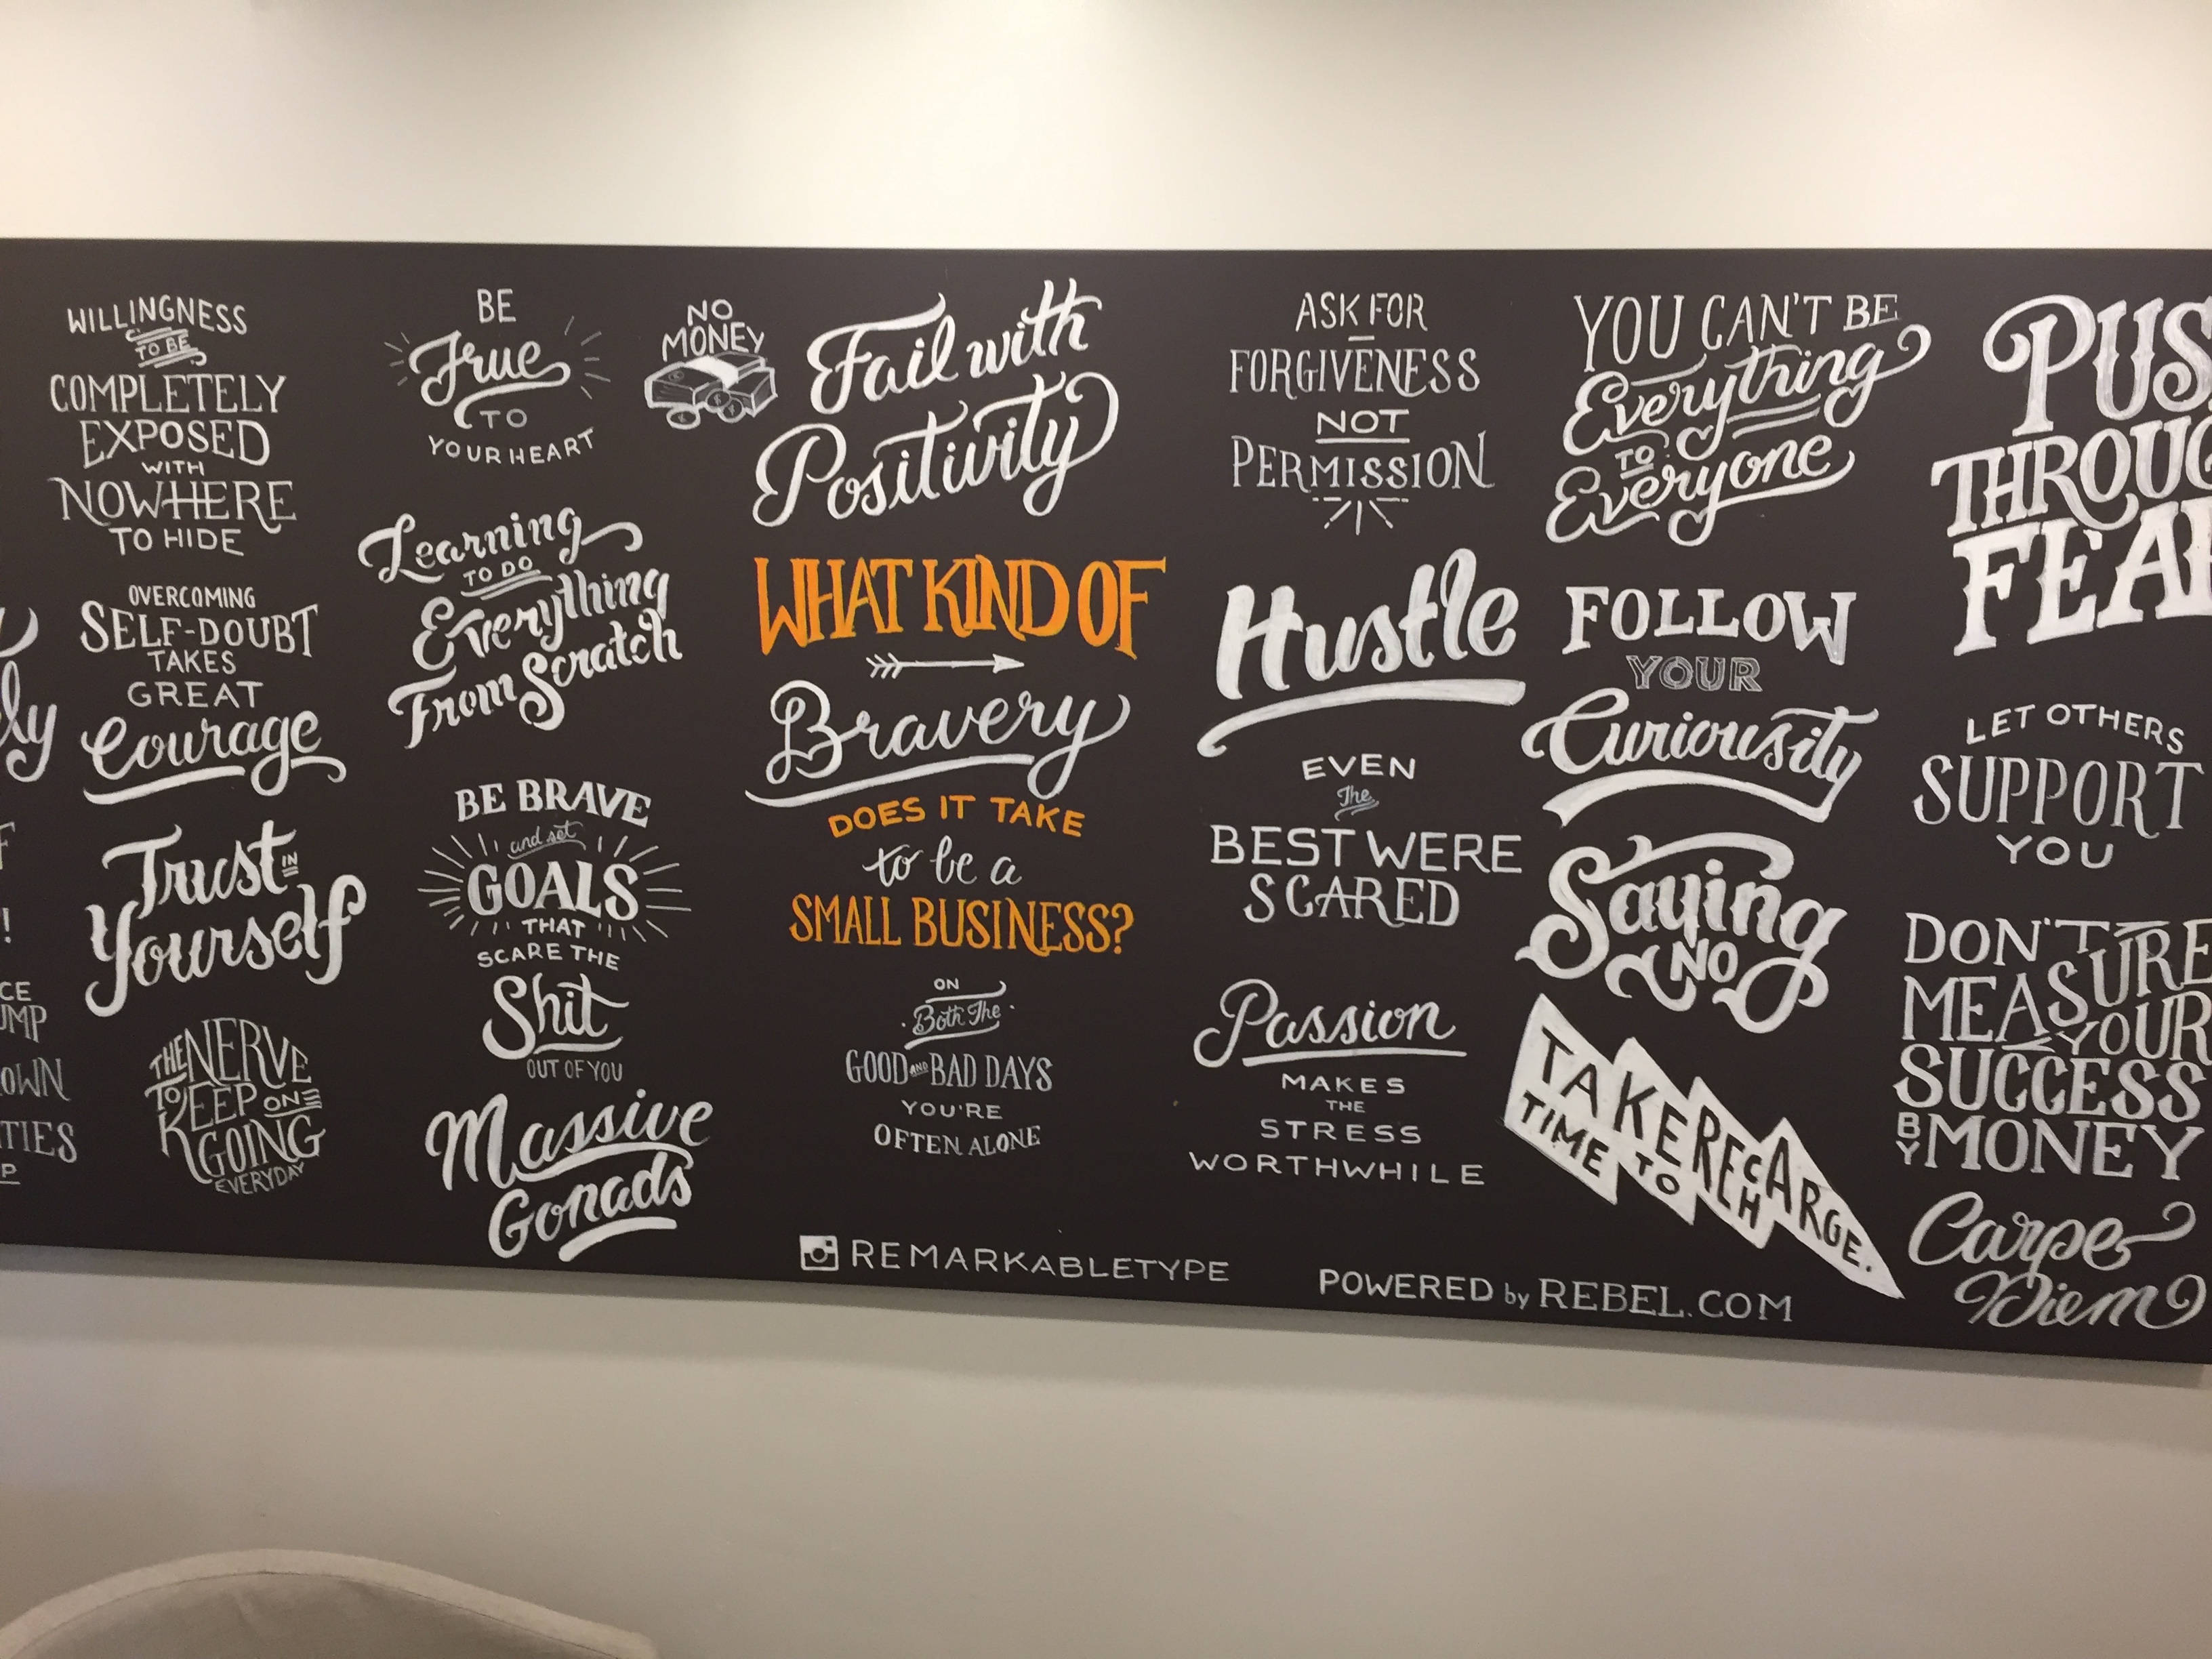 WILLINGNESS
TO BE
COMPLETELY
EXPOSED
WITH
NOWHERE
TO HIDE
OVERCOMING
SELF-DOUBT
TAKES
GREAT
Courage
Trust IN
Yourself
THE NERVE
TO KEEP ON
GOING
EVERYDAY
BE
True
TO
YOUR HEART
NO
MONEY
Learning
TO DO
Everything
From Scratch
BE BRAVE
and set
GOALS
THAT
SCARE THE
Shit
OUT OF YOU
Massive
Gonads
Fail with
Positivity
WHAT KIND OF
Bravery
DOES IT TAKE
to be a
SMALL BUSINESS?
ON
Both The
GOOD AND BAD DAYS
YOU'RE
OFTEN ALONE
REMARKABLETYPE
ASK FOR
FORGIVENESS
NOT
PERMISSION
Hustle
EVEN
The
BEST WERE
SCARED
Passion
MAKES
THE
STRESS
WORTHWHILE
POWERED by REBEL.COM
YOU CAN'T BE
Everything
TO
Everyone
FOLLOW
YOUR
Curiousity
Saying
NO
TAKE
TIME TO
RECHARGE.
PUS
THROUG
FEA
LET OTHERS
SUPPORT
YOU
DON'T
MEASURE
YOUR
SUCCESS
BY MONEY
Carpe
Diem